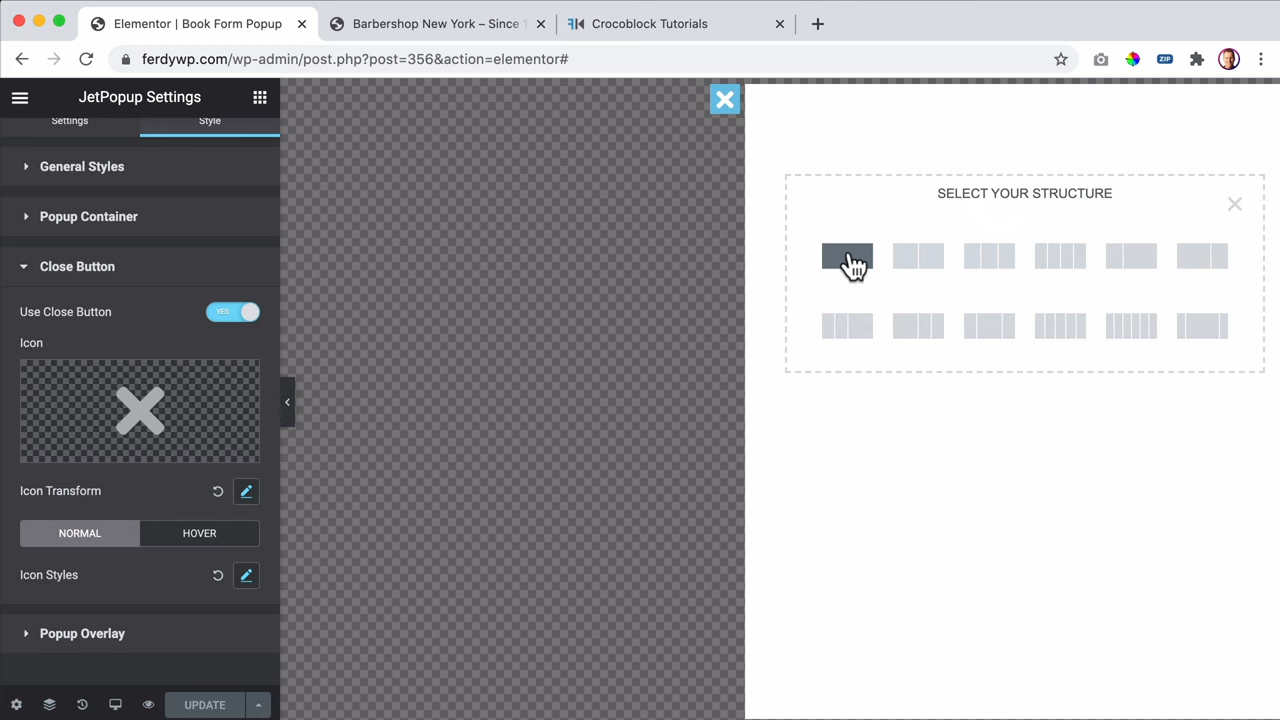 Elementor | Book Form Popup
Barbershop New York – Since 1
Crocoblock Tutorials
ferdywp.com/wp-admin/post.php?post=356&action=elementor#
ZIP
JetPopup Settings
Settings
Style
General Styles
Popup Container
Close Button
Use Close Button
YES
Icon
Icon Transform
NORMAL
HOVER
Icon Styles
Popup Overlay
UPDATE
SELECT YOUR STRUCTURE